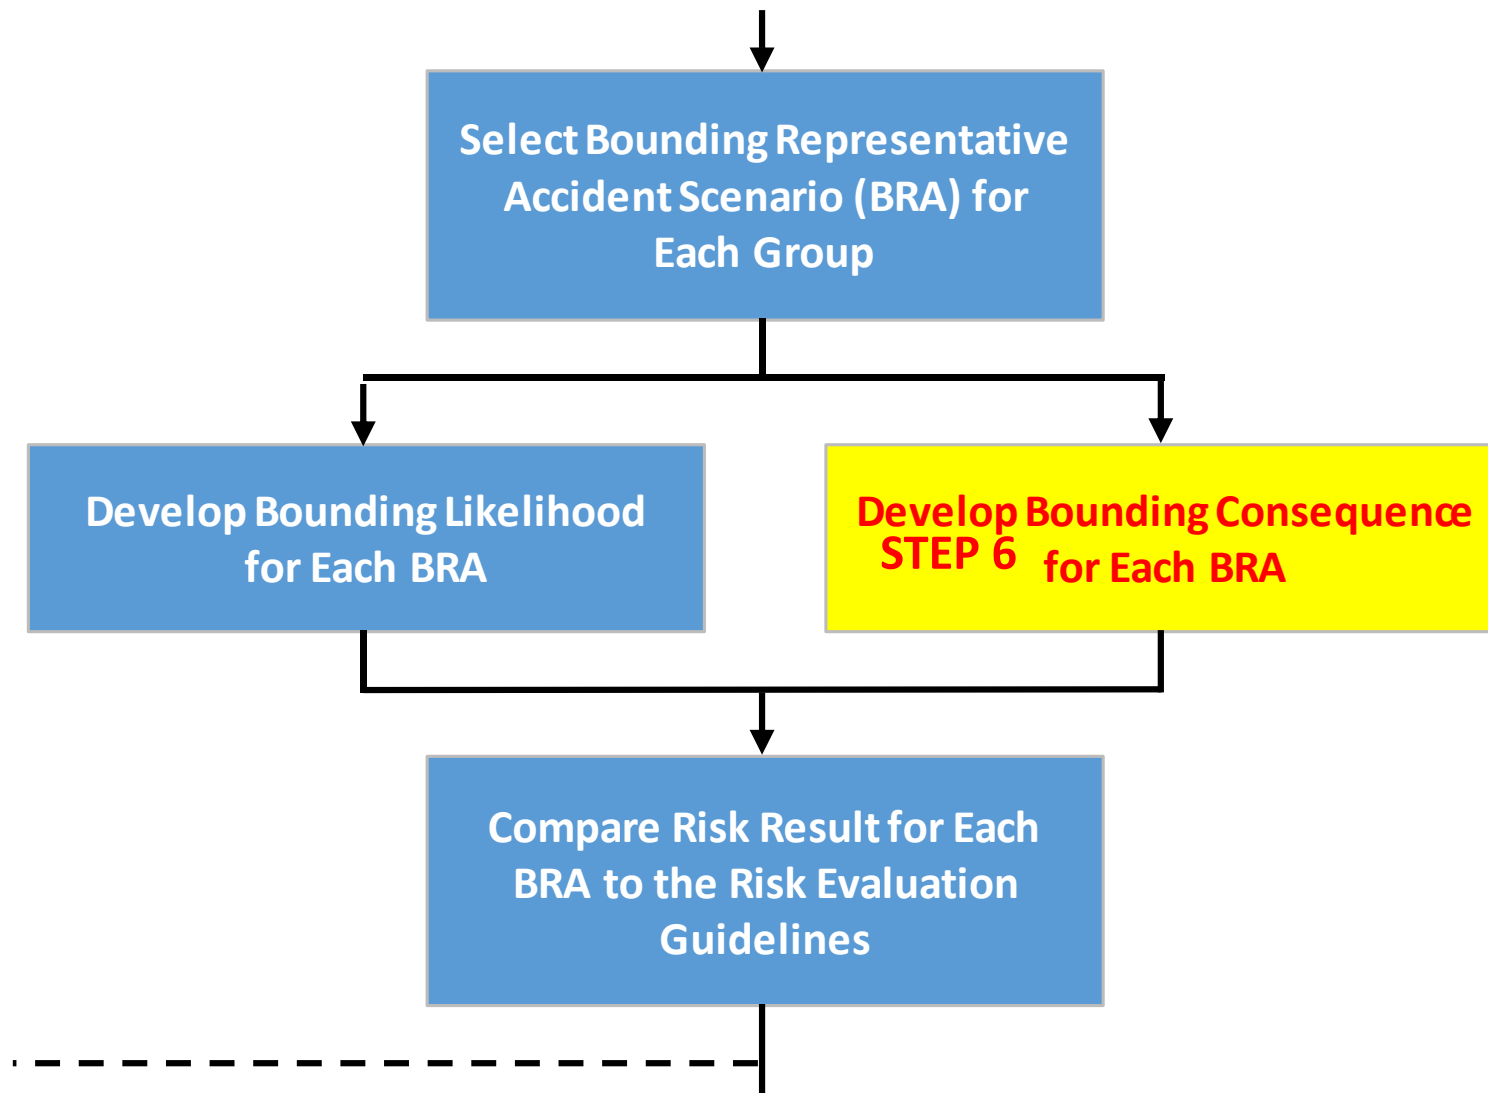 Select Bounding Representative
Accident Scenario (BRA) for
Each Group
Develop Bounding Likelihood
for Each BRA
Develop Bounding Consequence
STEP 6 for Each BRA
Compare Risk Result for Each
BRA to the Risk Evaluation
Guidelines